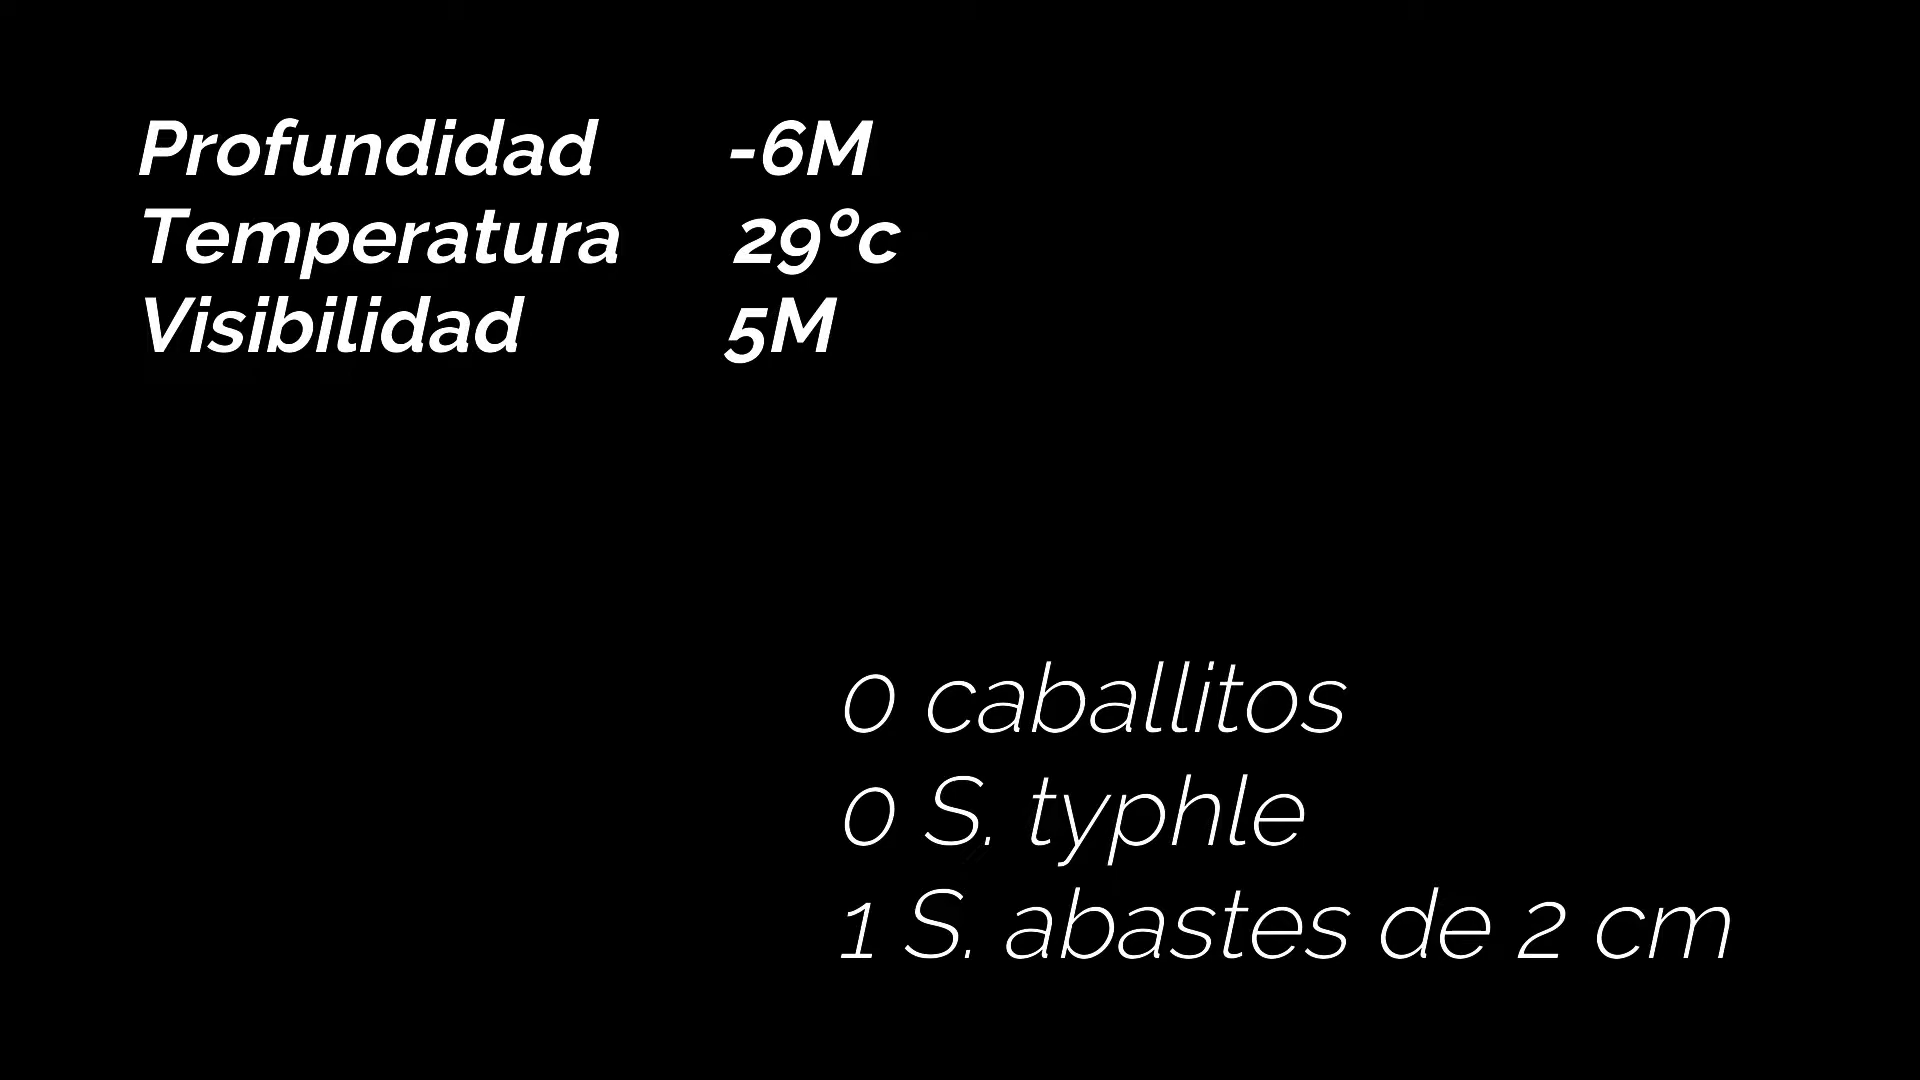 Profundidad -6M
Temperatura 29ºc
Visibilidad 5M
0 caballitos
0 S. typhle
1 S. abastes de 2 cm